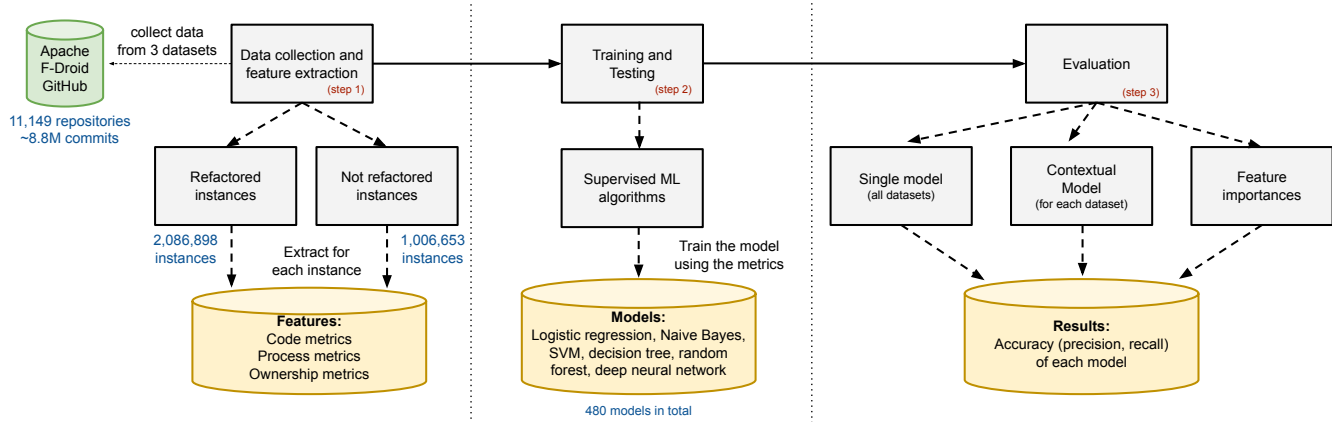 collect data
from 3 datasets
Apache
F-Droid
GitHub
11,149 repositories
~8.8M commits
Data collection and
feature extraction
(step 1)
Refactored
instances
Not refactored
instances
2,086,898
instances
Extract for
each instance
1,006,653
instances
Features:
Code metrics
Process metrics
Ownership metrics
Training and
Testing
(step 2)
Supervised ML
algorithms
Train the model
using the metrics
Models:
Logistic regression, Naive Bayes,
SVM, decision tree, random
forest, deep neural network
480 models in total
Evaluation
(step 3)
Single model
(all datasets)
Contextual
Model
(for each dataset)
Feature
importances
Results:
Accuracy (precision, recall)
of each model